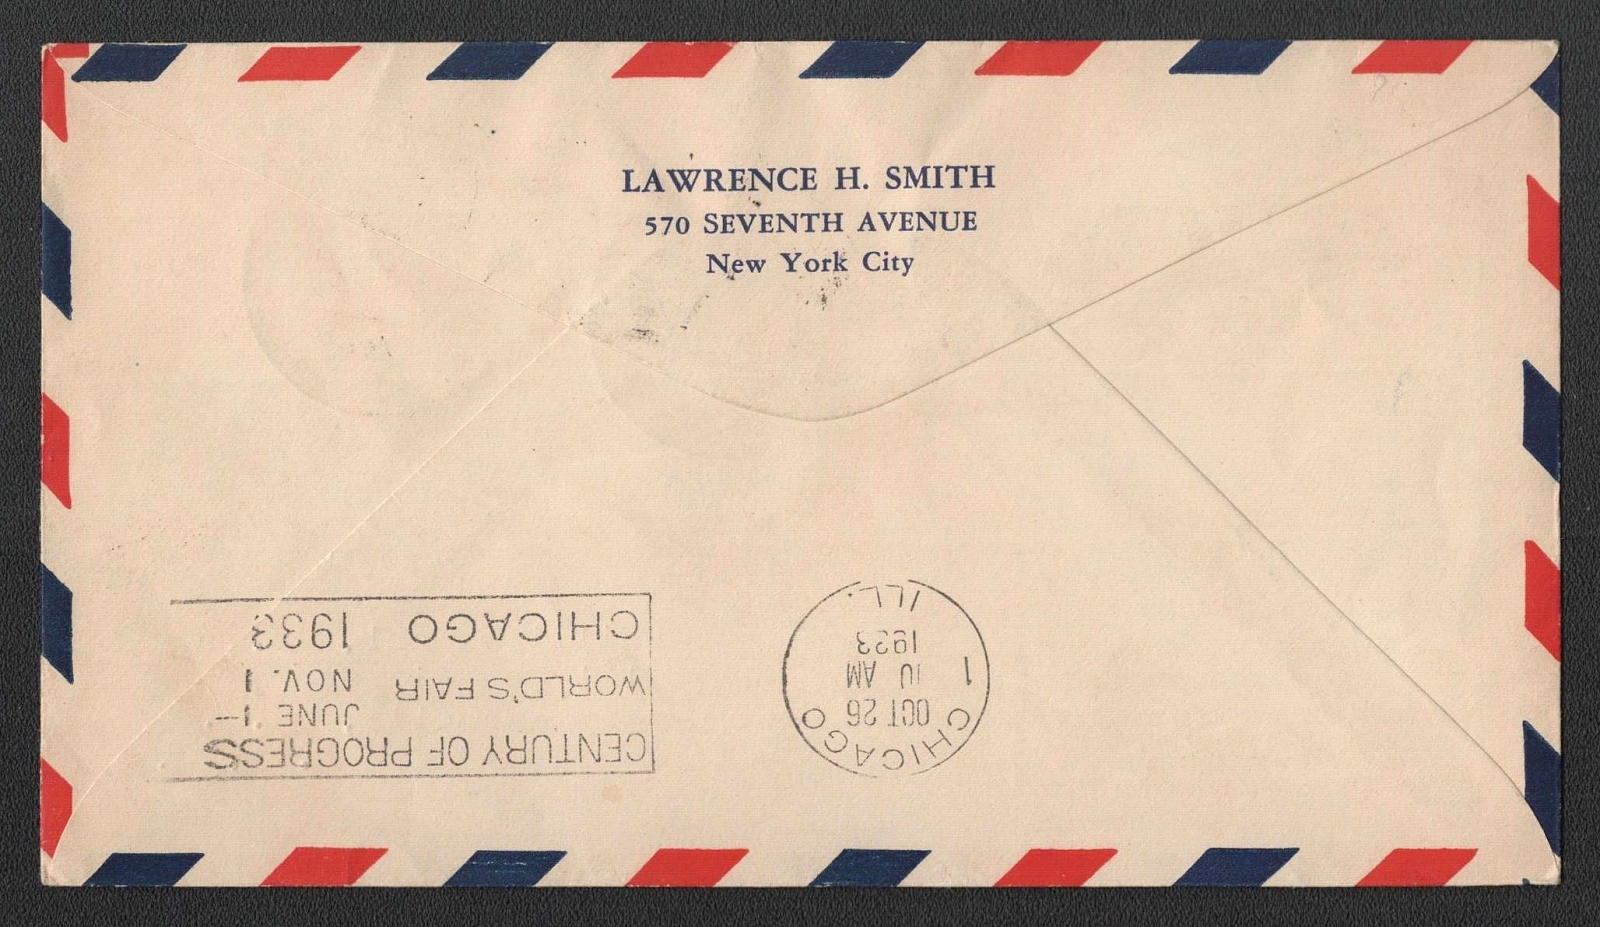 LAWRENCE H. SMITH
570 SEVENTH AVENUE
New York City
CHICAGO
OCT 26
10 AM
1
1933
ILL.
CENTURY OF PROGRESS
JUNE 1—
WORLD'S FAIR NOV. 1
CHICAGO 1933